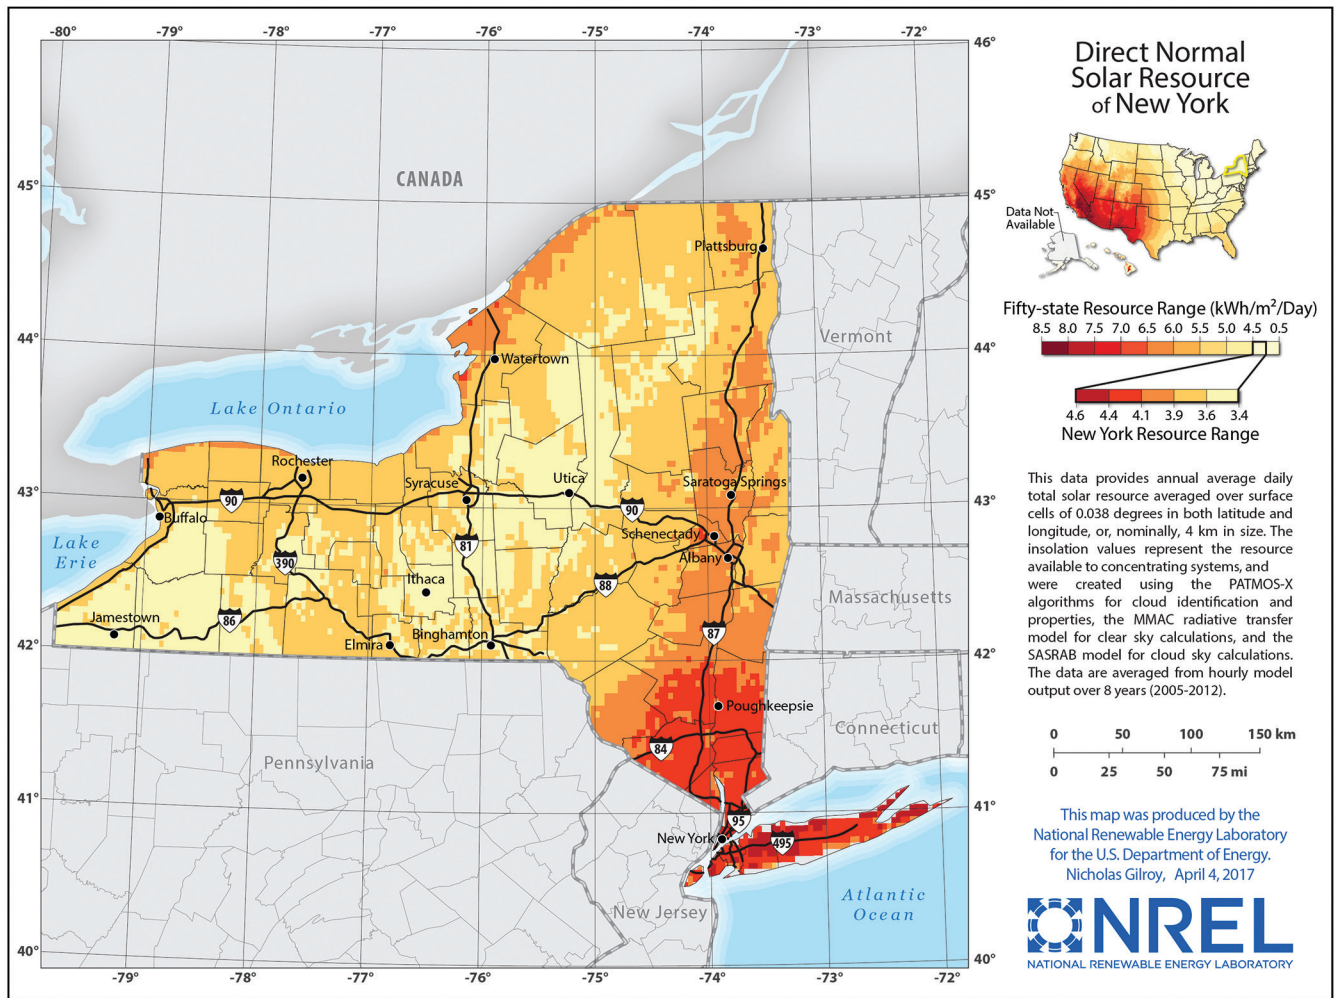 -80°
-79°
-78°
-77°
-76°
-75°
-74°
-73°
-72°
46°
45°
45°
44°
44°
43°
43°
42°
42°
41°
41°
40°
40°
-79°
-78°
-77°
-76°
-75°
-74°
-73°
-72°
CANADA
Plattsburg
Vermont
Watertown
Lake Ontario
Rochester
Syracuse
Utica
Saratoga Springs
90
90
Buffalo
Schenectady
Lake
Erie
81
390
Albany
Ithaca
88
Massachusetts
Jamestown
86
87
Elmira
Binghamton
Poughkeepsie
Connecticut
84
Pennsylvania
95
New York
495
New Jersey
Atlantic
Ocean
Direct Normal
Solar Resource
of New York
Data Not
Available
Fifty-state Resource Range (kWh/m²/Day)
8.5 8.0 7.5 7.0 6.5 6.0 5.5 5.0 4.5 0.5
4.6 4.4 4.1 3.9 3.6 3.4
New York Resource Range
This data provides annual average daily
total solar resource averaged over surface
cells of 0.038 degrees in both latitude and
longitude, or, nominally, 4 km in size. The
insolation values represent the resource
available to concentrating systems, and
were created using the PATMOS-X
algorithms for cloud identification and
properties, the MMAC radiative transfer
model for clear sky calculations, and the
SASRAB model for cloud sky calculations.
The data are averaged from hourly model
output over 8 years (2005-2012).
0 50 100 150 km
0 25 50 75 mi
This map was produced by the
National Renewable Energy Laboratory
for the U.S. Department of Energy.
Nicholas Gilroy, April 4, 2017
NREL
NATIONAL RENEWABLE ENERGY LABORATORY